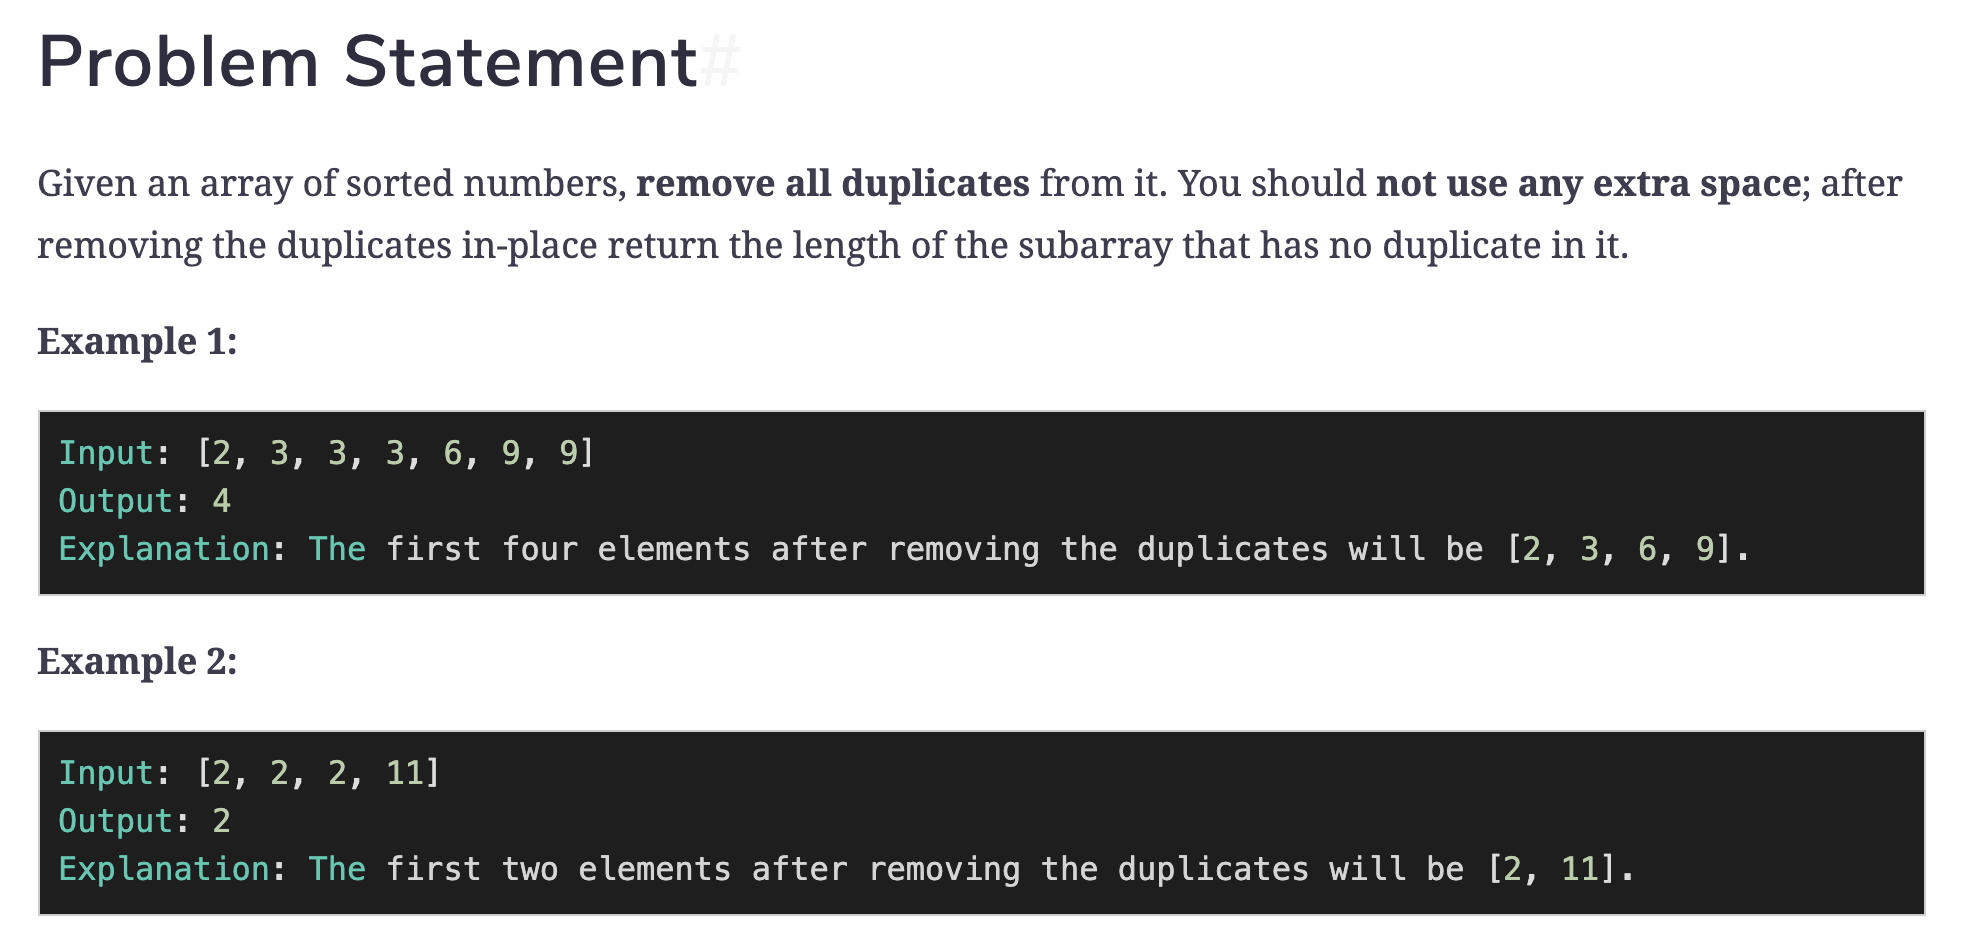 Problem Statement#
Given an array of sorted numbers, remove all duplicates from it. You should not use any extra space; after
removing the duplicates in-place return the length of the subarray that has no duplicate in it.
Example 1:
Input: [2, 3, 3, 3, 6, 9, 9]
Output: 4
Explanation: The first four elements after removing the duplicates will be [2, 3, 6, 9].
Example 2:
Input: [2, 2, 2, 11]
Output: 2
Explanation: The first two elements after removing the duplicates will be [2, 11].